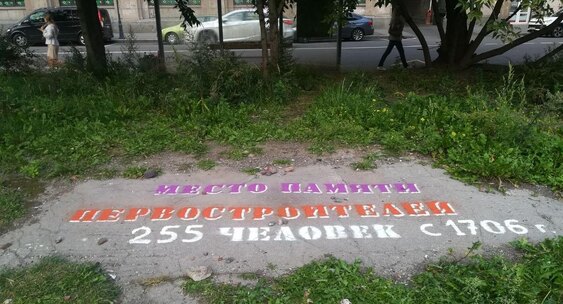 МЕСТО ПАМЯТИ
ПЕРВОСТРОИТЕЛЕЙ
255 ЧЕЛОВЕК С 1706 г.